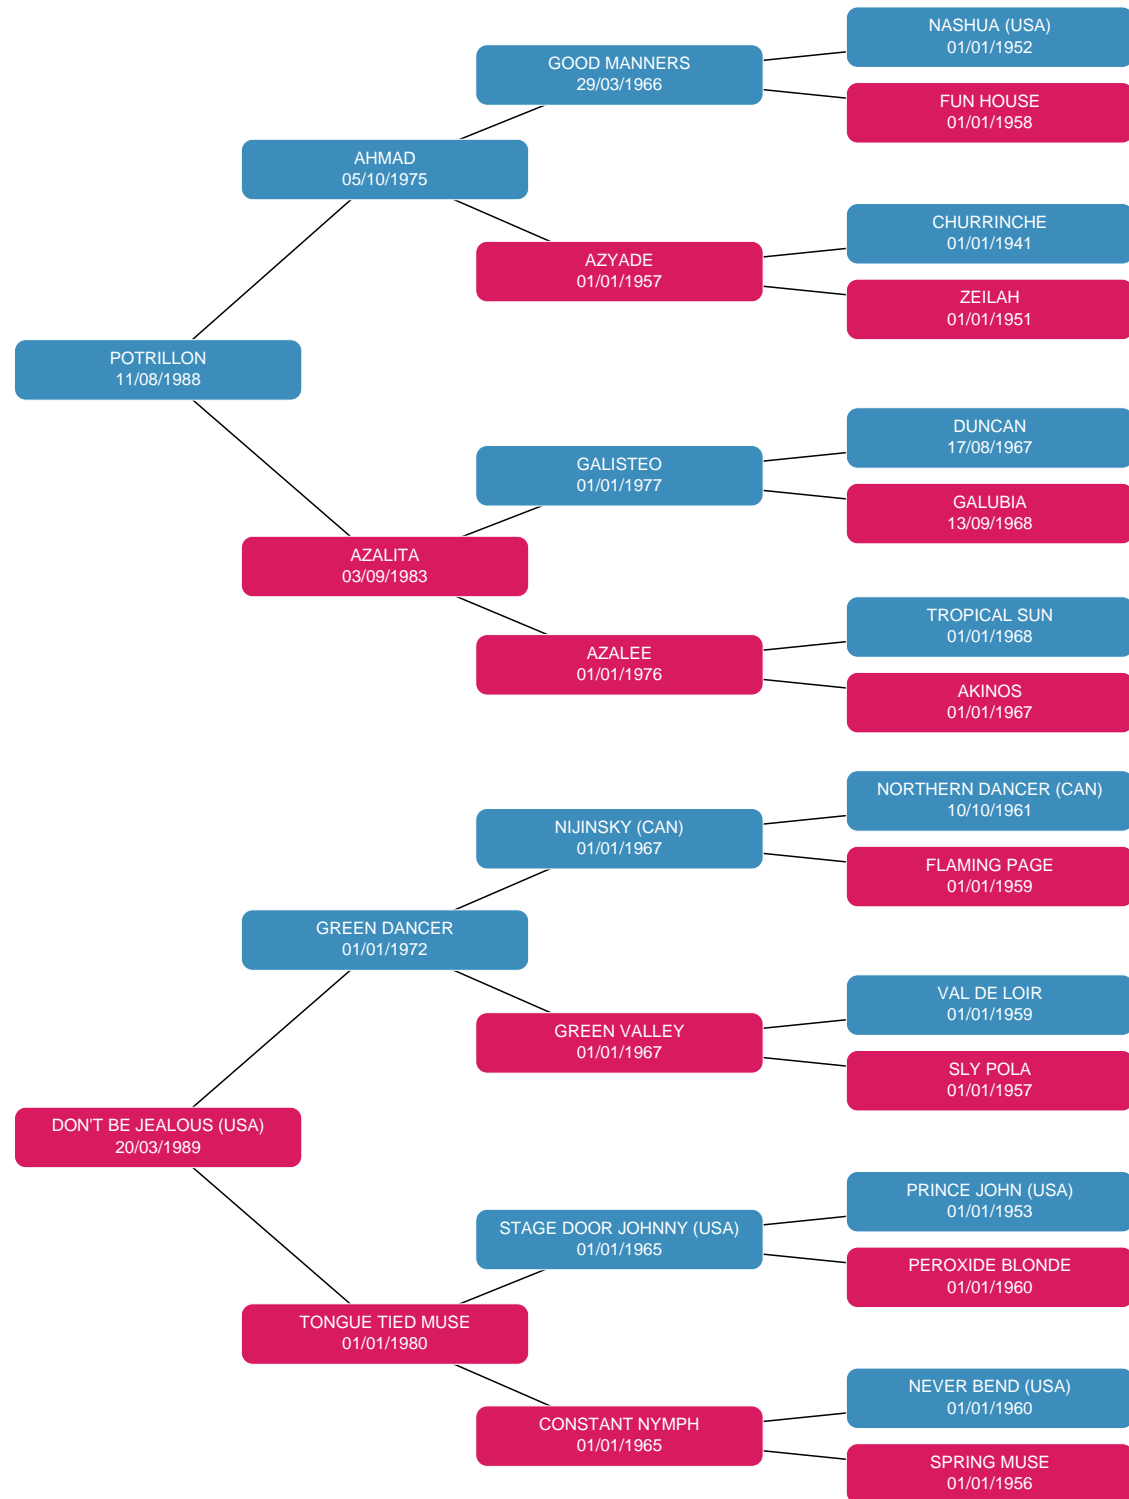 NASHUA (USA)
01/01/1952
GOOD MANNERS
29/03/1966
FUN HOUSE
01/01/1958
AHMAD
05/10/1975
CHURRINCHE
01/01/1941
AZYADE
01/01/1957
ZEILAH
01/01/1951
POTRILLON
11/08/1988
DUNCAN
17/08/1967
GALISTEO
01/01/1977
GALUBIA
13/09/1968
AZALITA
03/09/1983
TROPICAL SUN
01/01/1968
AZALEE
01/01/1976
AKINOS
01/01/1967
NORTHERN DANCER (CAN)
10/10/1961
NIJINSKY (CAN)
01/01/1967
FLAMING PAGE
01/01/1959
GREEN DANCER
01/01/1972
VAL DE LOIR
01/01/1959
GREEN VALLEY
01/01/1967
SLY POLA
01/01/1957
DON'T BE JEALOUS (USA)
20/03/1989
PRINCE JOHN (USA)
01/01/1953
STAGE DOOR JOHNNY (USA)
01/01/1965
PEROXIDE BLONDE
01/01/1960
TONGUE TIED MUSE
01/01/1980
NEVER BEND (USA)
01/01/1960
CONSTANT NYMPH
01/01/1965
SPRING MUSE
01/01/1956